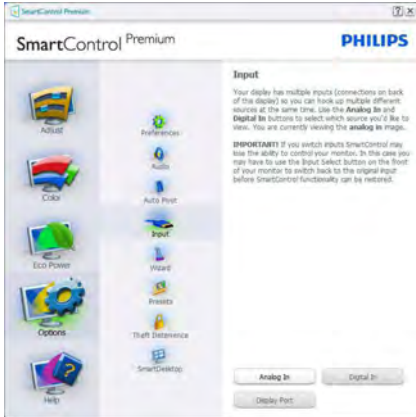 SmartControl Premium
SmartControl Premium
PHILIPS
Adjust
Color
Eco Power
Options
Help
Preferences
Audio
Auto Pivot
Input
Wizard
Presets
Theft Deterrence
SmartDesktop
Input
Your display has multiple inputs (connections on back
of the display) so you can hook up multiple different
sources at the same time. Use the Analog In and
Digital In buttons to select which source you'd like to
view. You are currently viewing the analog in image.
IMPORTANT! If you switch inputs SmartControl may
lose the ability to control your monitor. In this case you
may have to use the Input Select button on the front
of your monitor to switch back to the original input
before SmartControl functionality can be restored.
Analog In
Digital In
Display Port